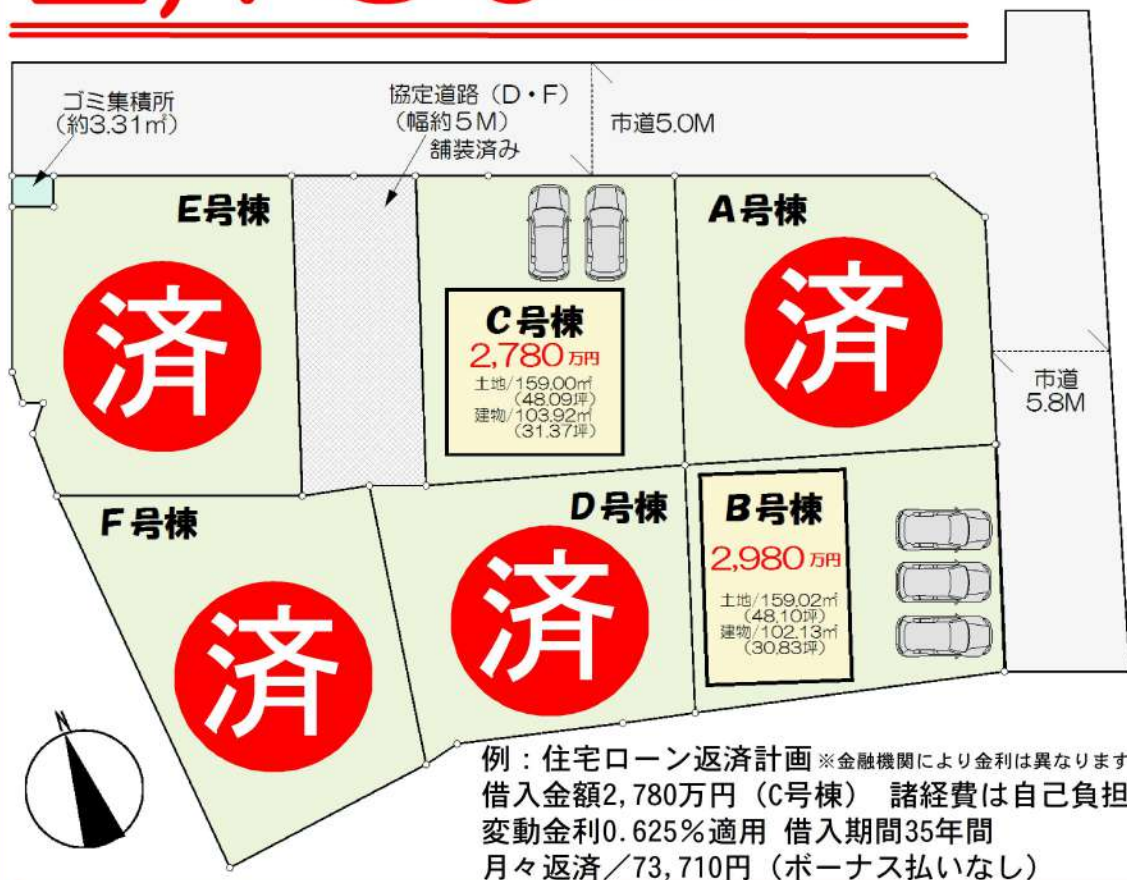 ゴミ集積所
(約3.31㎡)
協定道路(D・F)
(幅約5M)
舗装済み
市道5.0M
E号棟
済
C号棟
2,780万円
土地/159.00㎡
(48.09坪)
建物/103.92㎡
(31.37坪)
A号棟
済
市道
5.8M
F号棟
済
D号棟
済
B号棟
2,980万円
土地/159.02㎡
(48.10坪)
建物/102.13㎡
(30.83坪)
N
例:住宅ローン返済計画※金融機関により金利は異なります
借入金額2,780万円(C号棟) 諸経費は自己負担
変動金利0.625%適用 借入期間35年間
月々返済/73,710円(ボーナス払いなし)